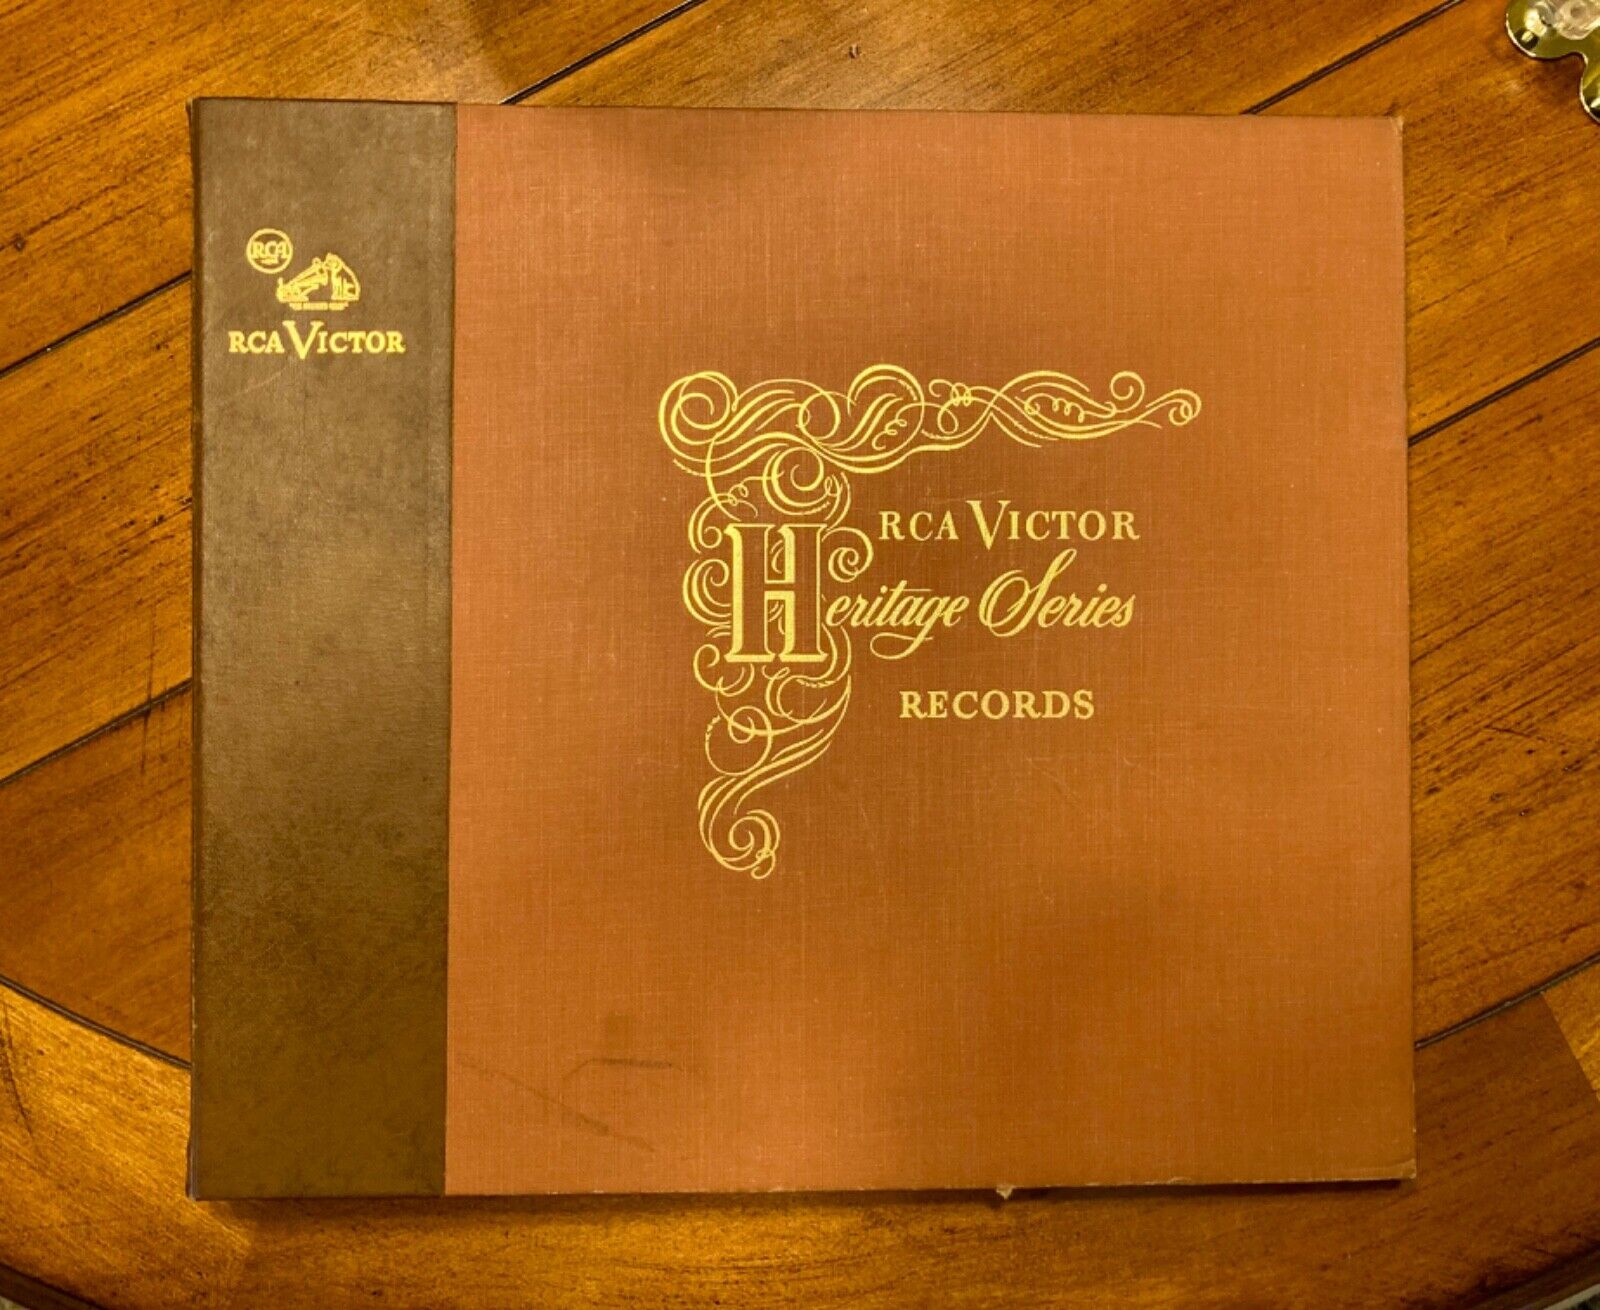 RCA
RCA VICTOR
RCA VICTOR
Heritage Series
RECORDS